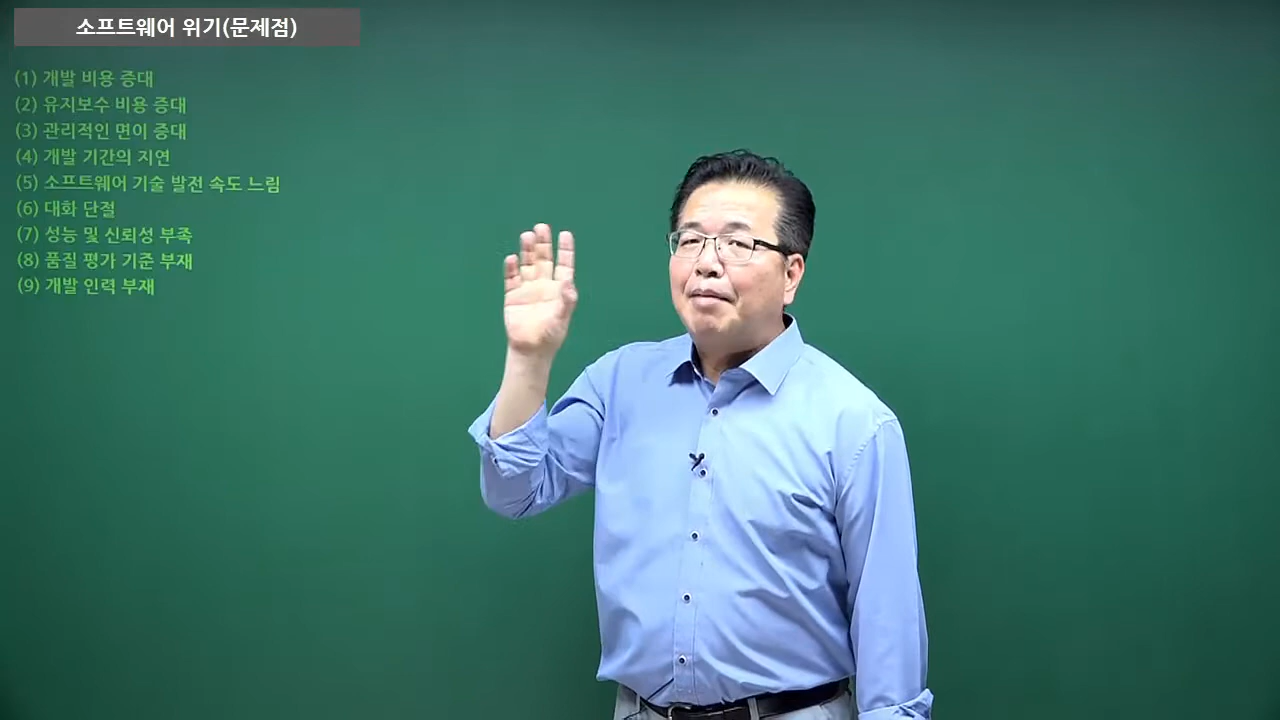 소프트웨어 위기(문제점)
(1) 개발 비용 증대
(2) 유지보수 비용 증대
(3) 관리적인 면이 증대
(4) 개발 기간의 지연
(5) 소프트웨어 기술 발전 속도 느림
(6) 대화 단절
(7) 성능 및 신뢰성 부족
(8) 품질 평가 기준 부재
(9) 개발 인력 부재